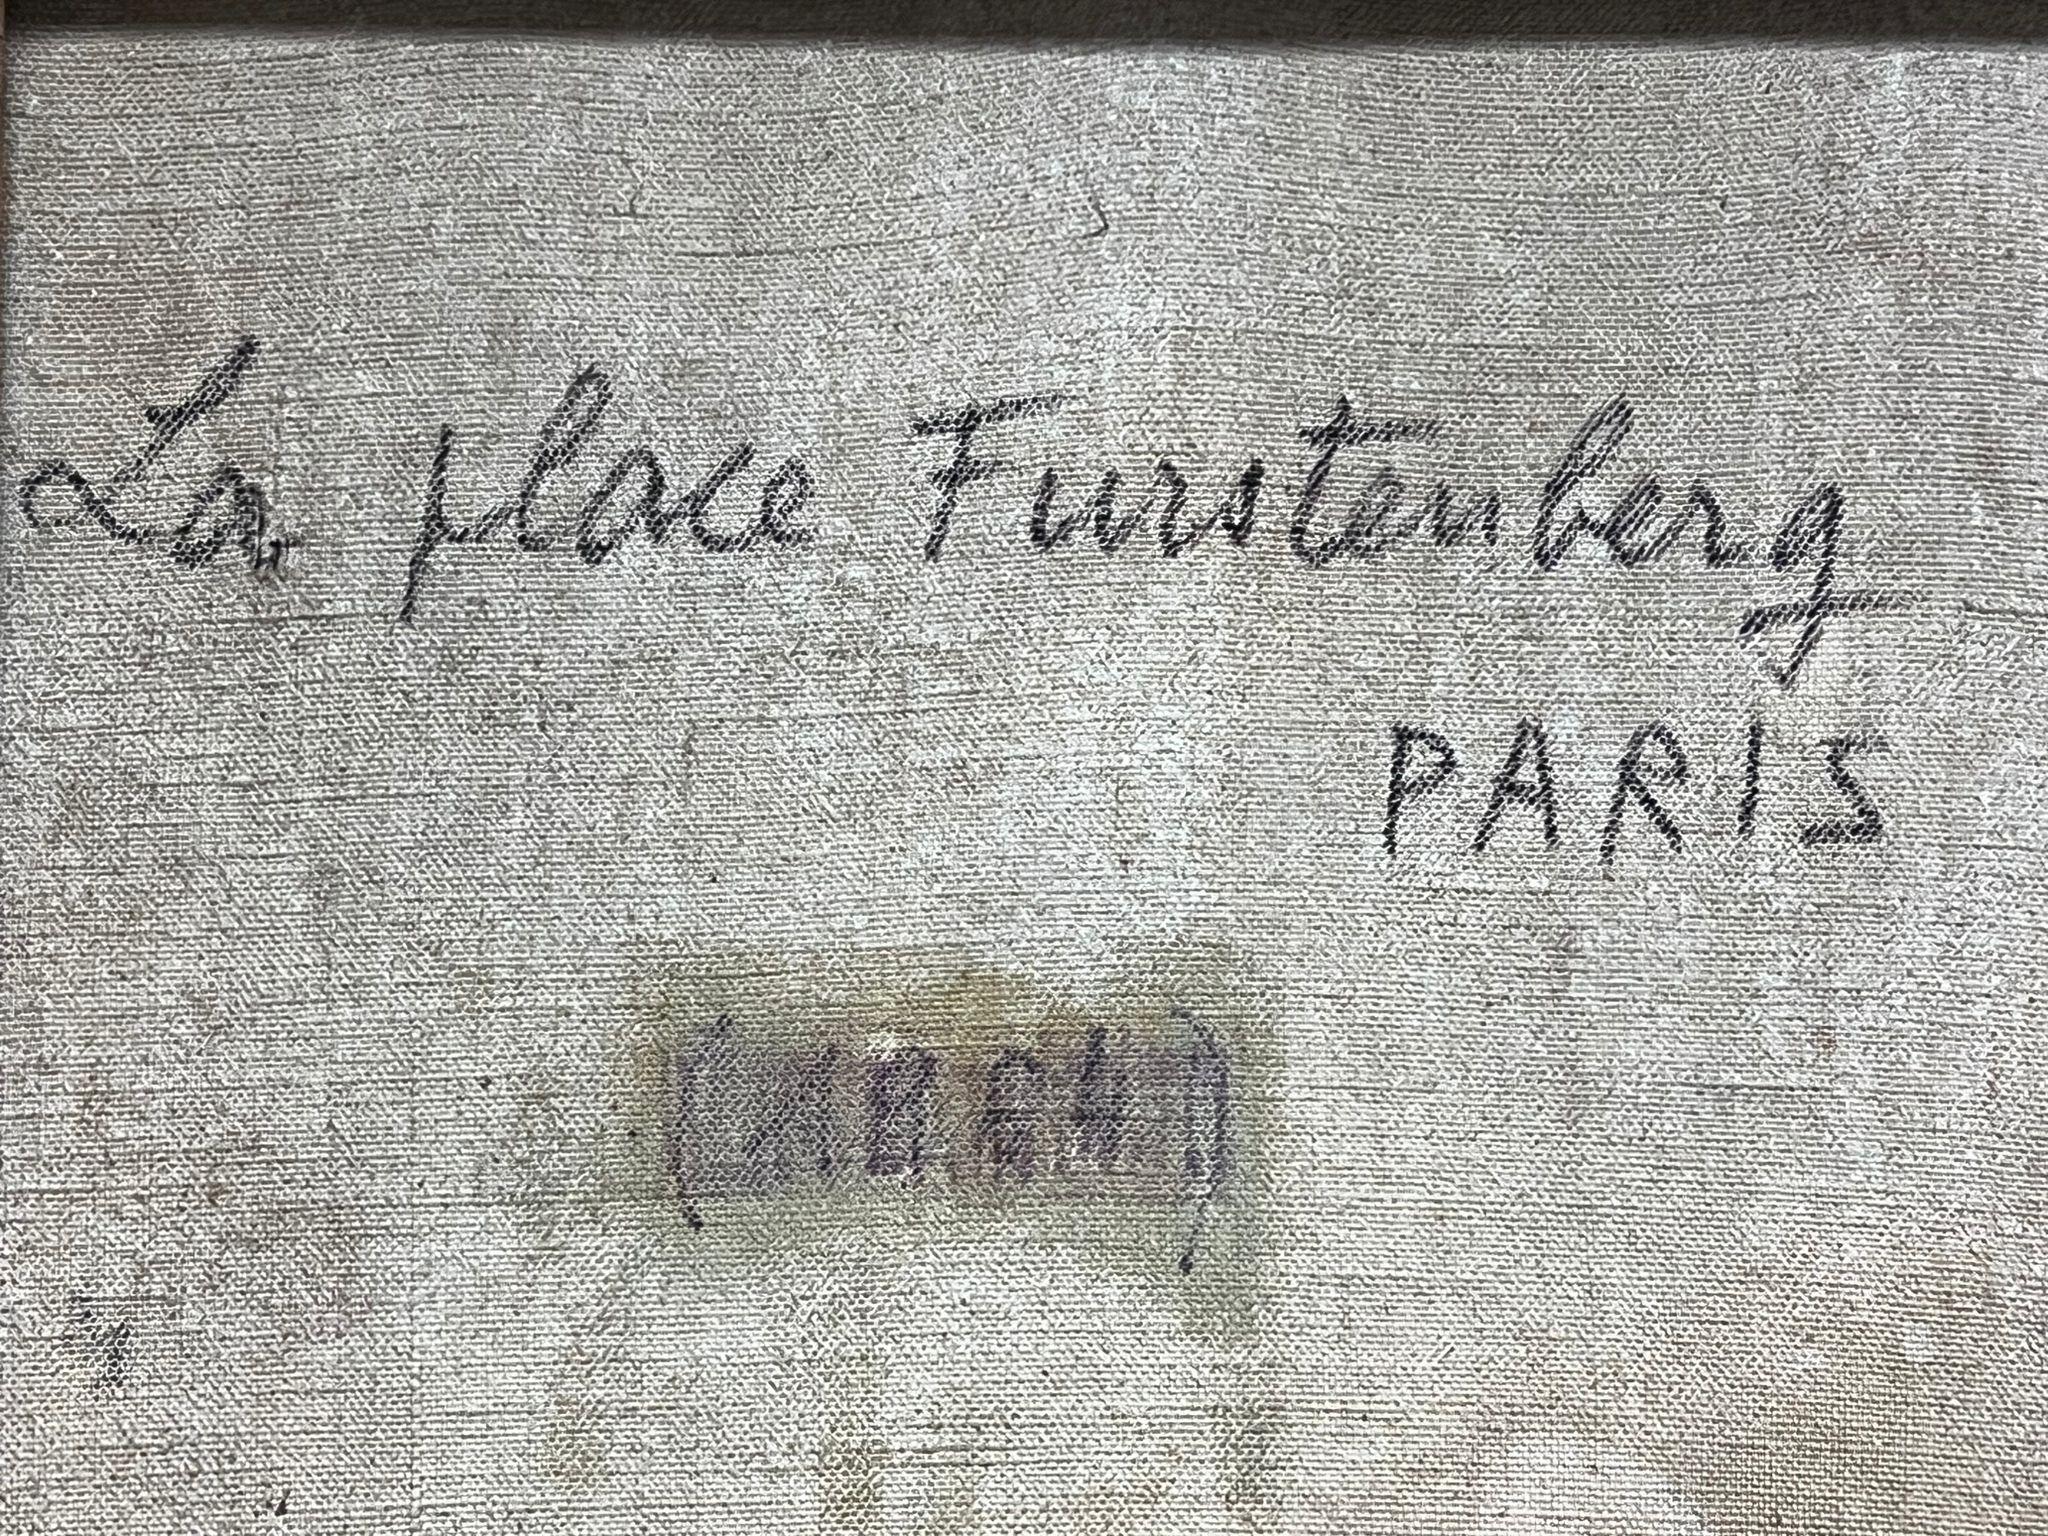 La place Furstenberg
PARIS